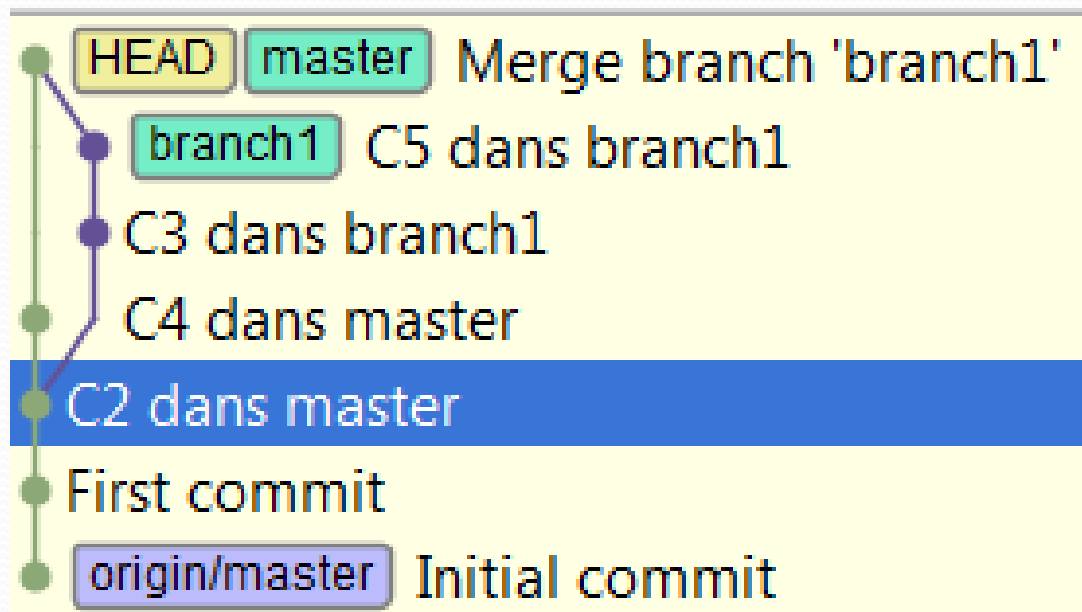 HEAD master Merge branch 'branch1'
branch1 C5 dans branch1
C3 dans branch1
C4 dans master
C2 dans master
First commit
origin/master Initial commit